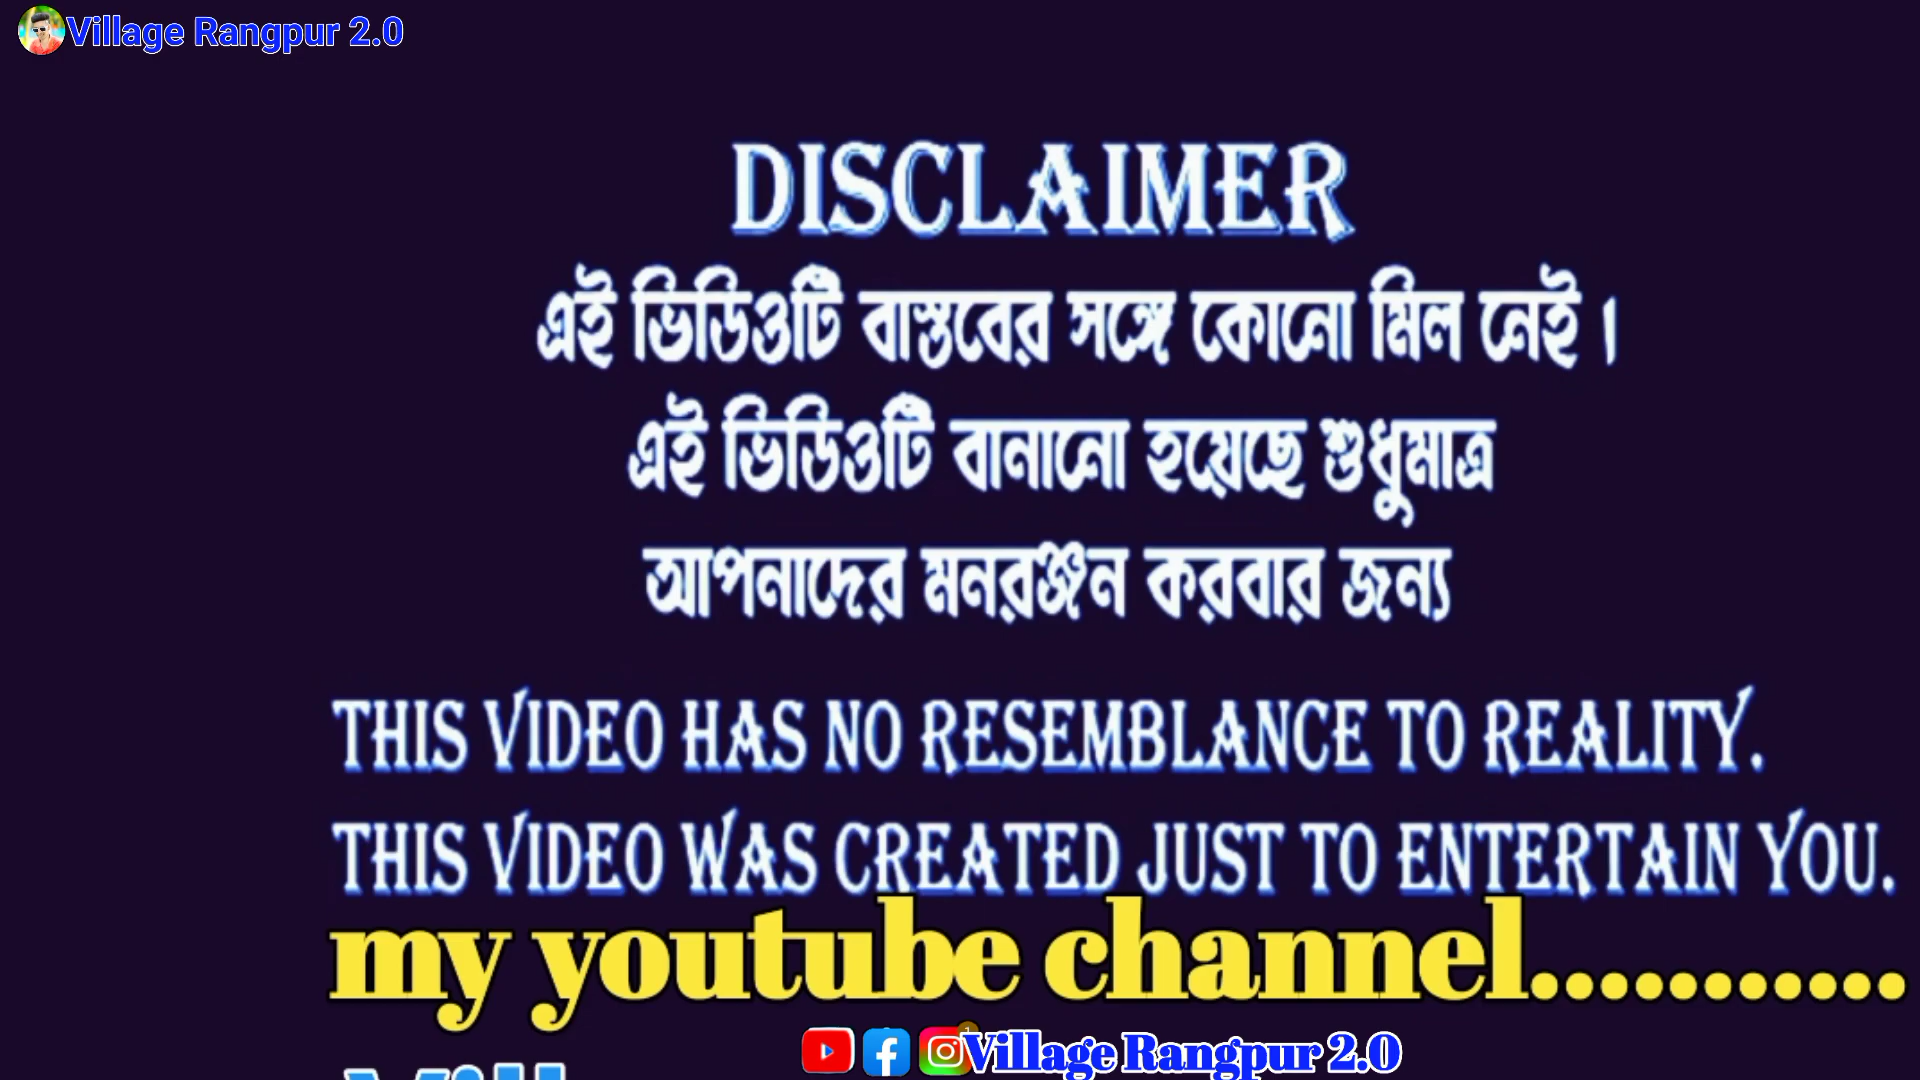 Village Rangpur 2.0
DISCLAIMER
এই ভিডিওটি বাস্তবের সঙ্গে কোনো মিল নেই।
এই ভিডিওটি বানানো হয়েছে শুধুমাত্র
আপনাদের মনরঞ্জন করবার জন্য
THIS VIDEO HAS NO RESEMBLANCE TO REALITY.
THIS VIDEO WAS CREATED JUST TO ENTERTAIN YOU.
my youtube channel...........
Village Rangpur 2.0